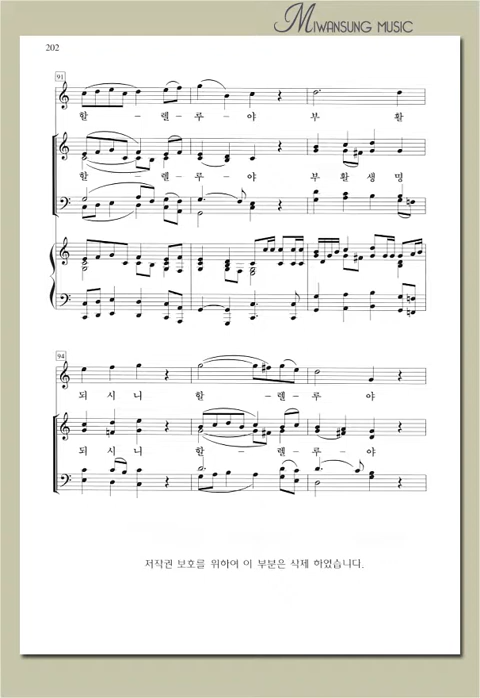 MIWANSUNG MUSIC
202
91
할 - 렐 - 루 - 야 부 활
할 - 렐 - 루 - 야 부 활 생 명
94
되 시 니 할 - 렐 - 루 야
되 시 니 할 - 렐 - 루 - 야
저작권 보호를 위하여 이 부분은 삭제 하였습니다.